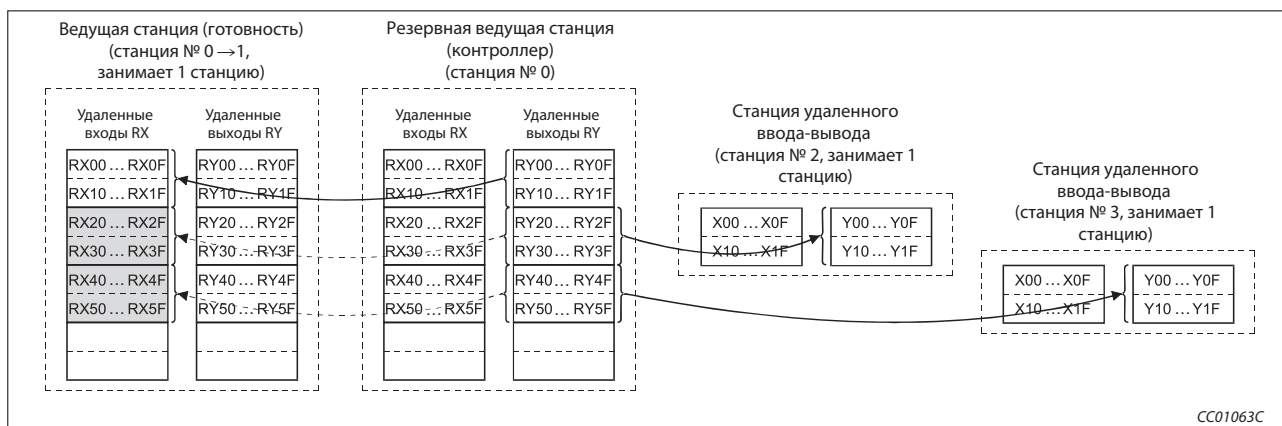 Ведущая станция (готовность)
(станция № 0 →1,
занимает 1 станцию)
Удаленные
входы RX
Удаленные
выходы RY
RX00 ... RX0F
RX10 ... RX1F
RX20 ... RX2F
RX30 ... RX3F
RX40 ... RX4F
RX50 ... RX5F
RY00 ... RY0F
RY10 ... RY1F
RY20 ... RY2F
RY30 ... RY3F
RY40 ... RY4F
RY50 ... RY5F
Резервная ведущая станция
(контроллер)
(станция № 0)
Удаленные
входы RX
Удаленные
выходы RY
RX00 ... RX0F
RX10 ... RX1F
RX20 ... RX2F
RX30 ... RX3F
RX40 ... RX4F
RX50 ... RX5F
RY00 ... RY0F
RY10 ... RY1F
RY20 ... RY2F
RY30 ... RY3F
RY40 ... RY4F
RY50 ... RY5F
Станция удаленного
ввода-вывода
(станция № 2, занимает 1
станцию)
X00 ... X0F
X10 ... X1F
Y00 ... Y0F
Y10 ... Y1F
Станция удаленного
ввода-вывода
(станция № 3, занимает 1
станцию)
X00 ... X0F
X10 ... X1F
Y00 ... Y0F
Y10 ... Y1F
CC01063C